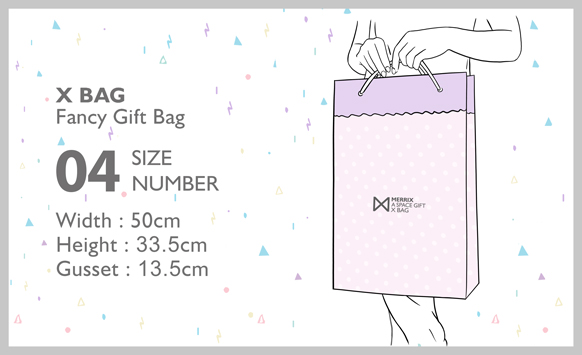 X BAG
Fancy Gift Bag
04 SIZE
NUMBER
Width : 50cm
Height : 33.5cm
Gusset : 13.5cm
MERRIX
A SPACE GIFT
X BAG